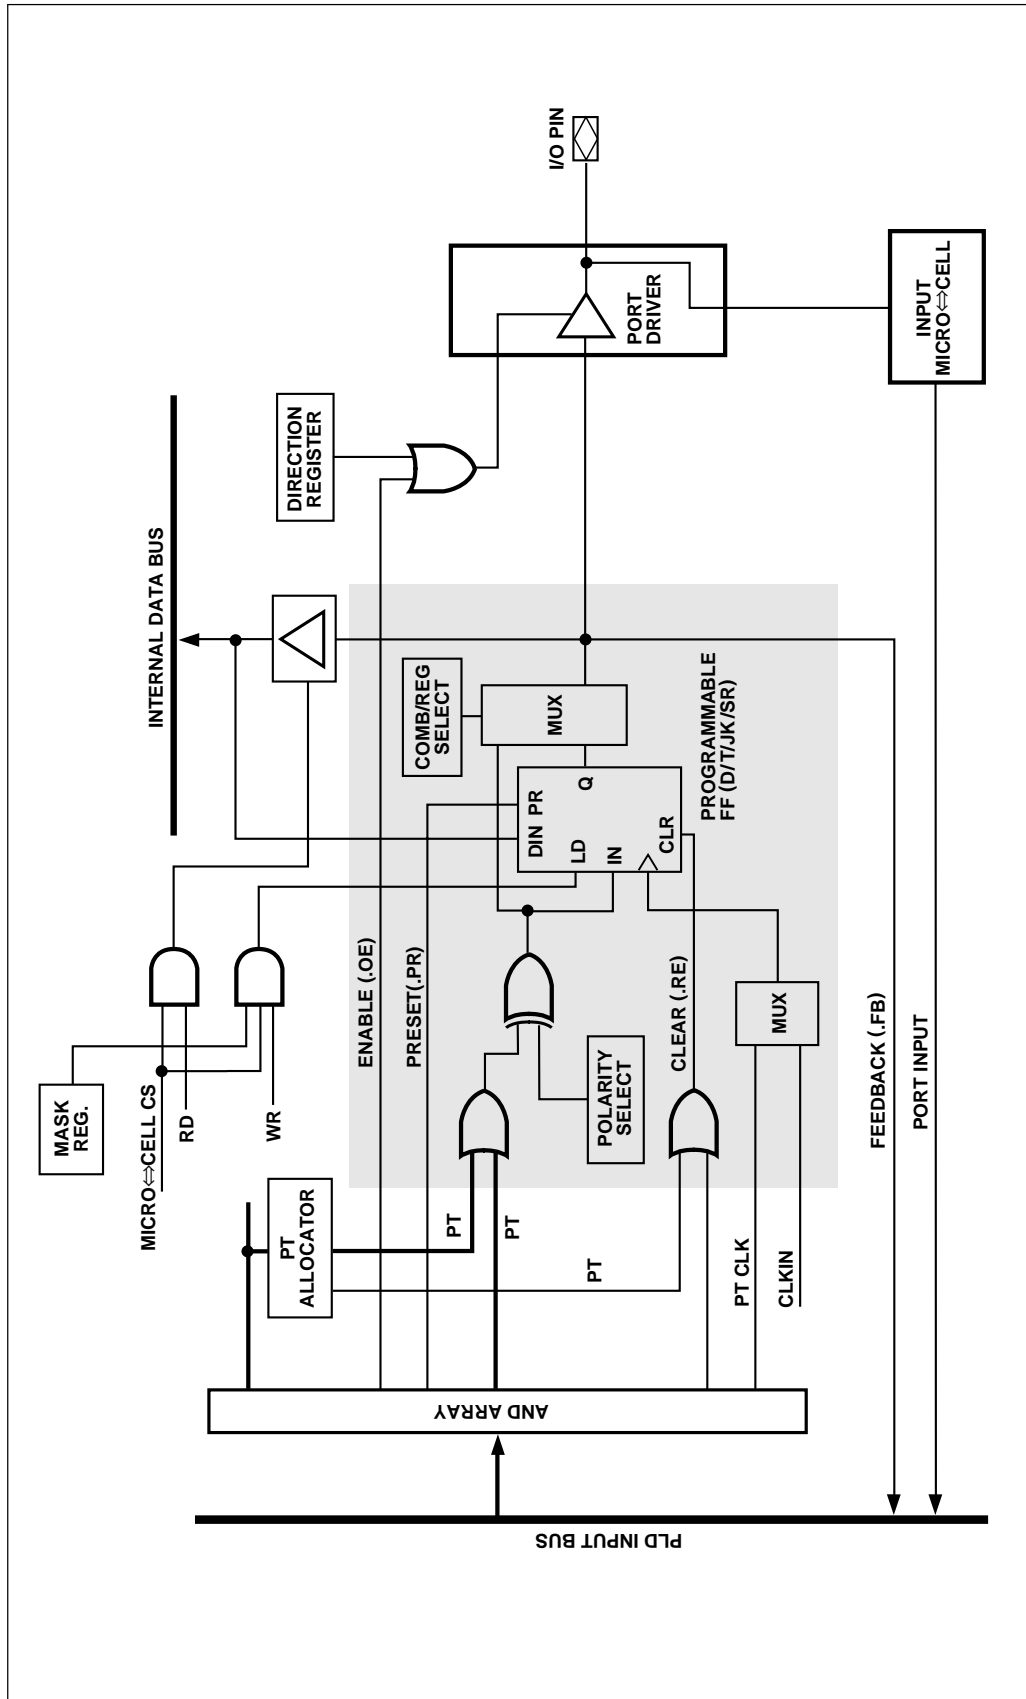 MASK
REG.
MICRO⇔CELL CS
RD
WR
INTERNAL DATA BUS
DIRECTION
REGISTER
PT
ALLOCATOR
ENABLE (.OE)
PRESET(.PR)
COMB/REG
SELECT
MUX
PT
PT
DIN PR
LD
Q
IN
CLR
PROGRAMMABLE
FF (D/T/JK/SR)
POLARITY
SELECT
PT
CLEAR (.RE)
PT CLK
CLKIN
MUX
AND ARRAY
PLD INPUT BUS
FEEDBACK (.FB)
PORT INPUT
PORT
DRIVER
I/O PIN
INPUT
MICRO⇔CELL